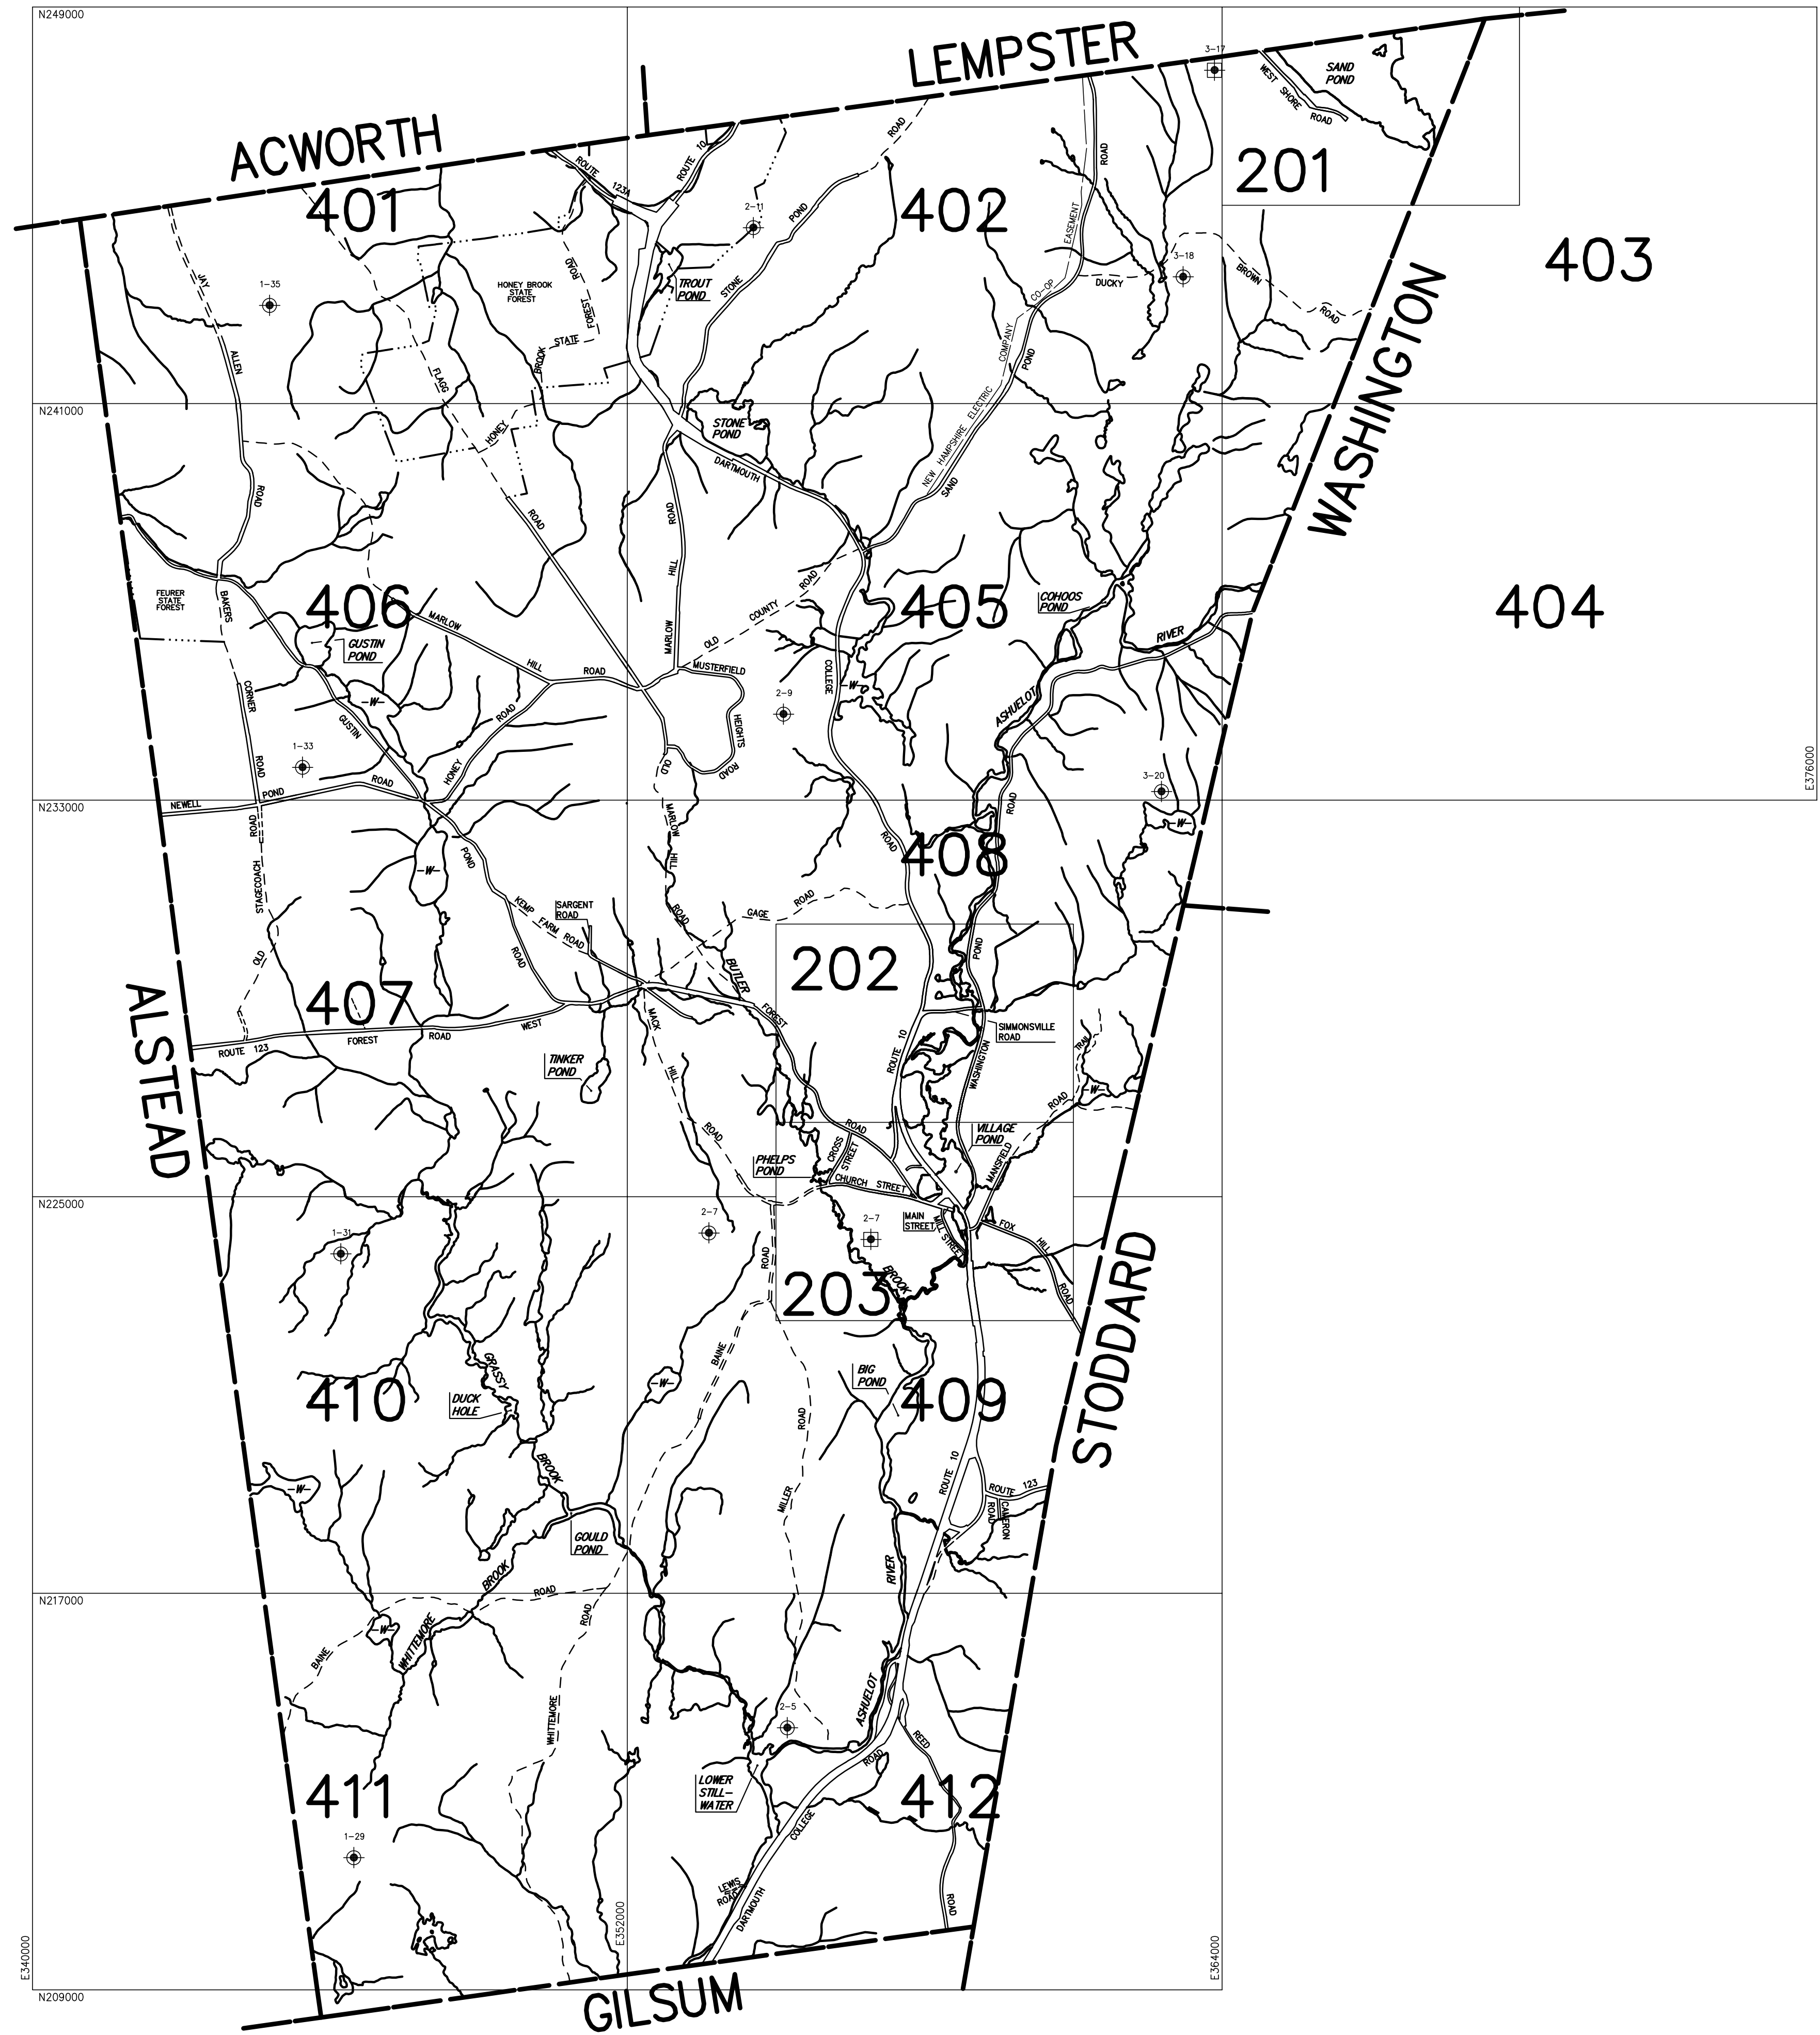 N249000
LEMPSTER
3-17
WEST SHORE ROAD
SAND
POND
ACWORTH
401
ROUTE 123A
ROUTE 10
ROAD
402
ROAD
201
2-11
STONE POND
EASEMENT
403
JAY
1-35
HONEY BROOK
STATE
FOREST
ROAD
FOREST
STATE
BROOK
TROUT
POND
3-18
DUCKY
BROWN
ROAD
CO-OP
WASHINGTON
ALLEN
FLAGG
COMPANY
POND
N241000
HONEY
STONE
POND
DARTMOUTH
ELECTRIC
NEW HAMPSHIRE
SAND
ROAD
ROAD
ROAD
HILL
FEURER
STATE
FOREST
BAKERS
406
MARLOW
COUNTY
ROAD
405
COHOOS
POND
404
GUSTIN
POND
HILL
ROAD
MARLOW
OLD
MUSTERFIELD
COLLEGE
RIVER
CORNER
-W-
GUSTIN
ROAD
HEIGHTS
2-9
-W-
ASHUELOT
1-33
ROAD
HONEY
OLD
ROAD
3-20
E376000
NEWELL
POND
ROAD
ROAD
N233000
ROAD
POND
MARLOW
ROAD
408
-W-
STAGECOACH
-W-
HILL
KEMP
FARM ROAD
SARGENT
ROAD
ROAD
GAGE
ROAD
OLD
ROAD
BUTLER
202
POND
ALSTEAD
407
ROUTE 123
FOREST
ROAD
WEST
MACK
FOREST
ROUTE 10
SIMMONSVILLE
ROAD
TINKER
POND
HILL
WASHINGTON
TRAIL
-W-
ROAD
ROAD
CROSS
STREET
ROAD
VILLAGE
POND
MANSFIELD
PHELPS
POND
CHURCH STREET
N225000
1-31
2-7
2-7
MAIN
STREET
MILL STREET
FOX
HILL
ROAD
ROAD
BROOK
203
STODDARD
GRASSY
BAINE
-W-
BIG
POND
410
DUCK
HOLE
ROAD
409
BROOK
-W-
MILLER
ROUTE 10
ROUTE 123
ROAD
CAMERON
GOULD
POND
BROOK
RIVER
N217000
ROAD
ROAD
-W-
WHITTEMORE
BAINE
WHITTEMORE
2-5
ASHUELOT
REED
ROAD
411
LOWER
STILL-
WATER
412
COLLEGE
1-29
LEWIS
ROAD
DARTMOUTH
ROAD
E340000
E352000
E364000
N209000
GILSUM